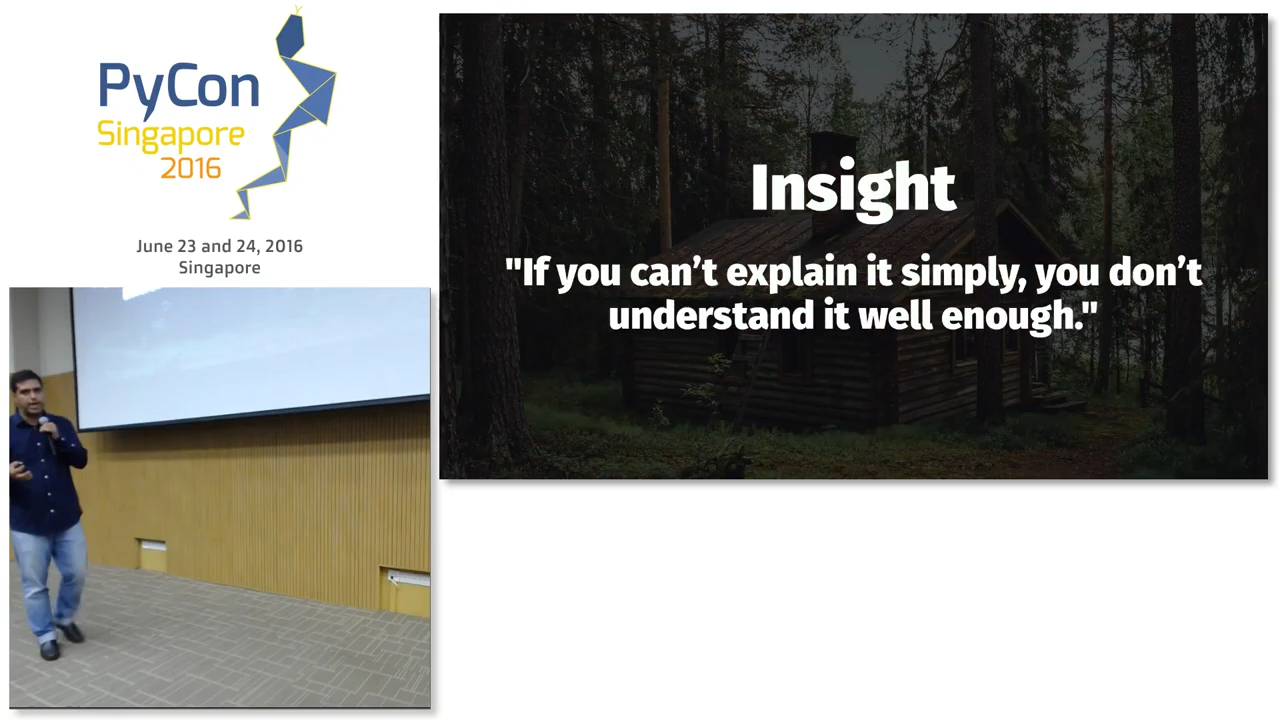 PyCon
Singapore
2016
June 23 and 24, 2016
Singapore
Insight
"If you can’t explain it simply, you don’t
understand it well enough."